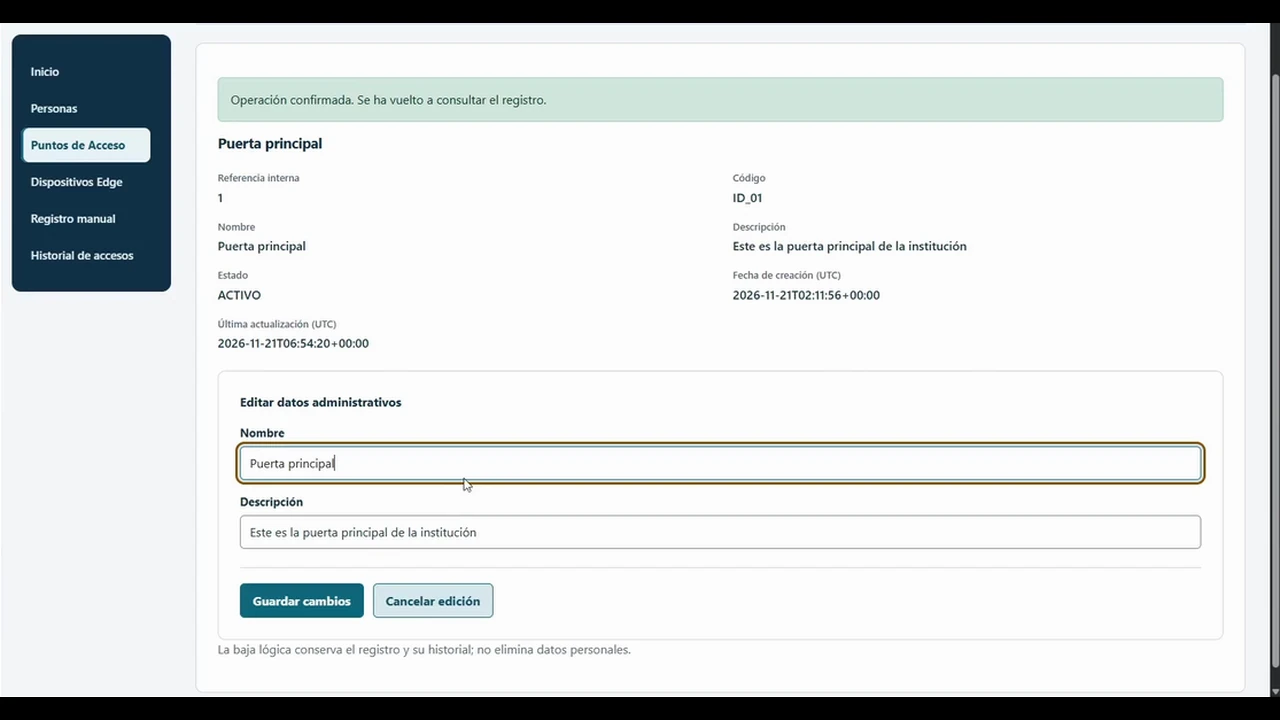 Inicio
Personas
Puntos de Acceso
Dispositivos Edge
Registro manual
Historial de accesos
Operación confirmada. Se ha vuelto a consultar el registro.
Puerta principal
Referencia interna
1
Código
ID_01
Nombre
Puerta principal
Descripción
Este es la puerta principal de la institución
Estado
ACTIVO
Fecha de creación (UTC)
2026-11-21T02:11:56+00:00
Última actualización (UTC)
2026-11-21T06:54:20+00:00
Editar datos administrativos
Nombre
Puerta principal
Descripción
Este es la puerta principal de la institución
Guardar cambios
Cancelar edición
La baja lógica conserva el registro y su historial; no elimina datos personales.